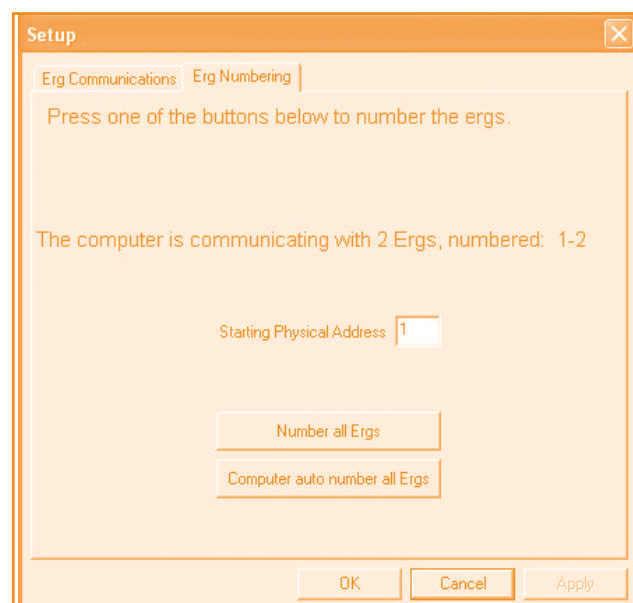 Setup
Erg Communications Erg Numbering
Press one of the buttons below to number the ergs.
The computer is communicating with 2 Ergs, numbered: 1-2
Starting Physical Address 1
Number all Ergs
Computer auto number all Ergs
OK Cancel Apply